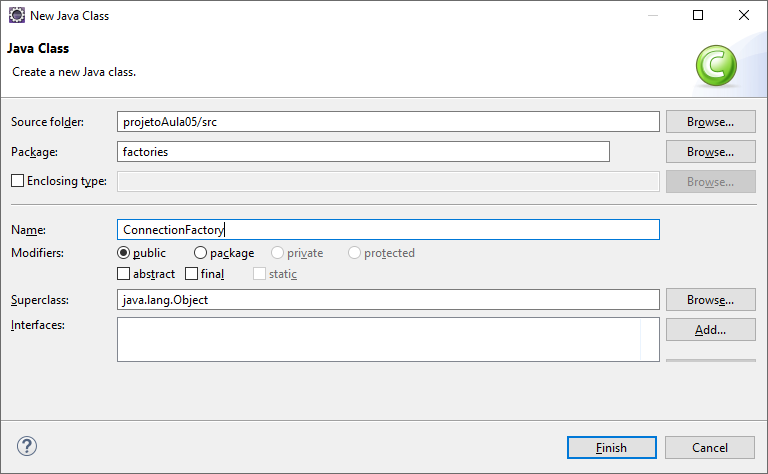 New Java Class
Java Class
Create a new Java class.
Source folder: projetoAula05/src Browse...
Package: factories Browse...
Enclosing type: Browse...
Name: ConnectionFactory
Modifiers: public package private protected
abstract final static
Superclass: java.lang.Object Browse...
Interfaces: Add...
Finish Cancel